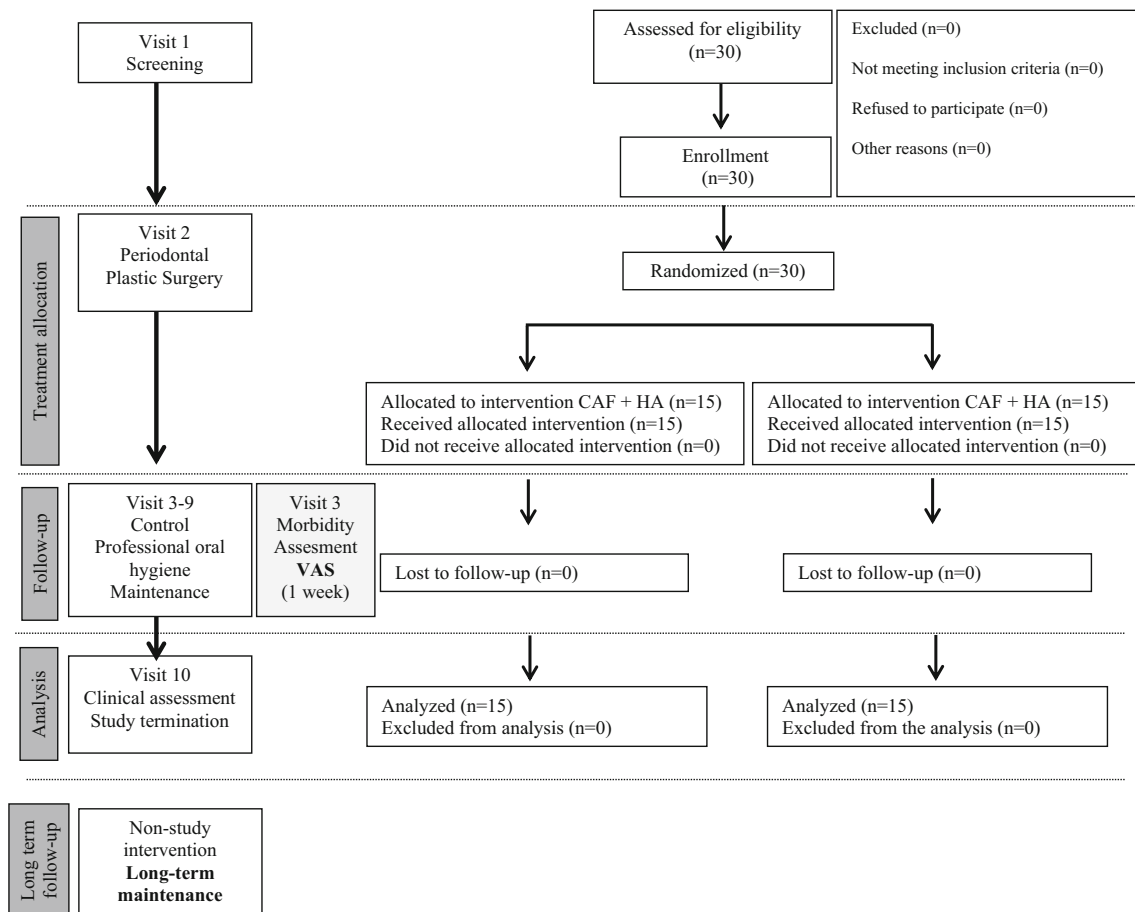 Visit 1
Screening
Assessed for eligibility
(n=30)
Excluded (n=0)
Not meeting inclusion criteria (n=0)
Refused to participate (n=0)
Other reasons (n=0)
Enrollment
(n=30)
Treatment allocation
Visit 2
Periodontal
Plastic Surgery
Randomized (n=30)
Allocated to intervention CAF + HA (n=15)
Received allocated intervention (n=15)
Did not receive allocated intervention (n=0)
Allocated to intervention CAF + HA (n=15)
Received allocated intervention (n=15)
Did not receive allocated intervention (n=0)
Follow-up
Visit 3-9
Control
Professional oral
hygiene
Maintenance
Visit 3
Morbidity
Assesment
VAS
(1 week)
Lost to follow-up (n=0)
Lost to follow-up (n=0)
Analysis
Visit 10
Clinical assessment
Study termination
Analyzed (n=15)
Excluded from analysis (n=0)
Analyzed (n=15)
Excluded from the analysis (n=0)
Long term
follow-up
Non-study
intervention
Long-term
maintenance